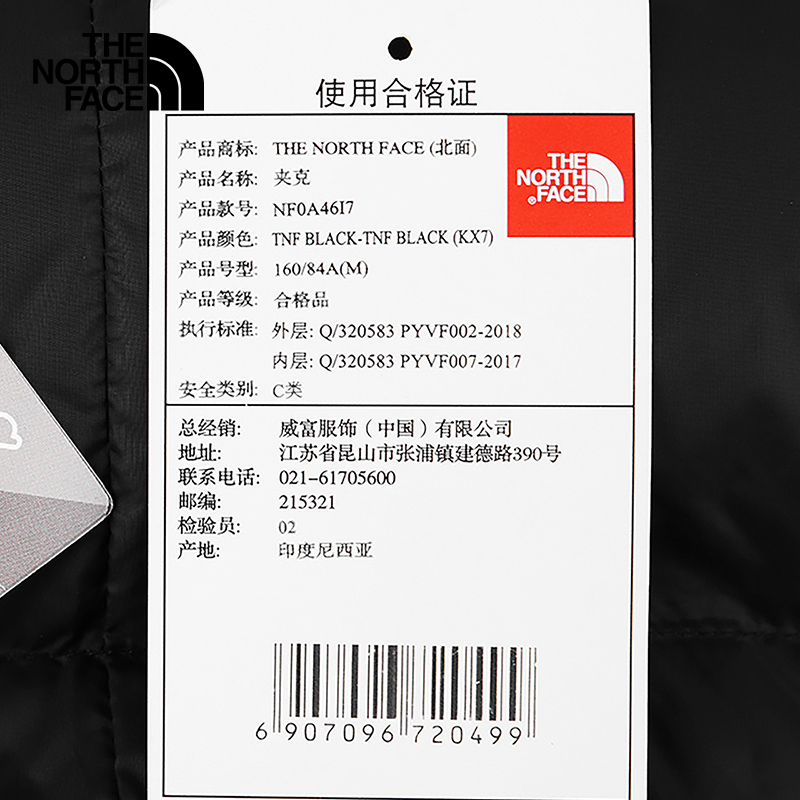 THE
NORTH
FACE
使用合格证
产品商标: THE NORTH FACE (北面)
产品名称: 夹克
产品款号: NF0A46I7
产品颜色: TNF BLACK-TNF BLACK (KX7)
产品号型: 160/84A(M)
产品等级: 合格品
执行标准: 外层: Q/320583 PYVF002-2018
内层: Q/320583 PYVF007-2017
安全类别: C类
THE
NORTH
FACE
®
总经销: 威富服饰（中国）有限公司
地址: 江苏省昆山市张浦镇建德路390号
联系电话: 021-61705600
邮编: 215321
检验员: 02
产地: 印度尼西亚
6 907096 720499